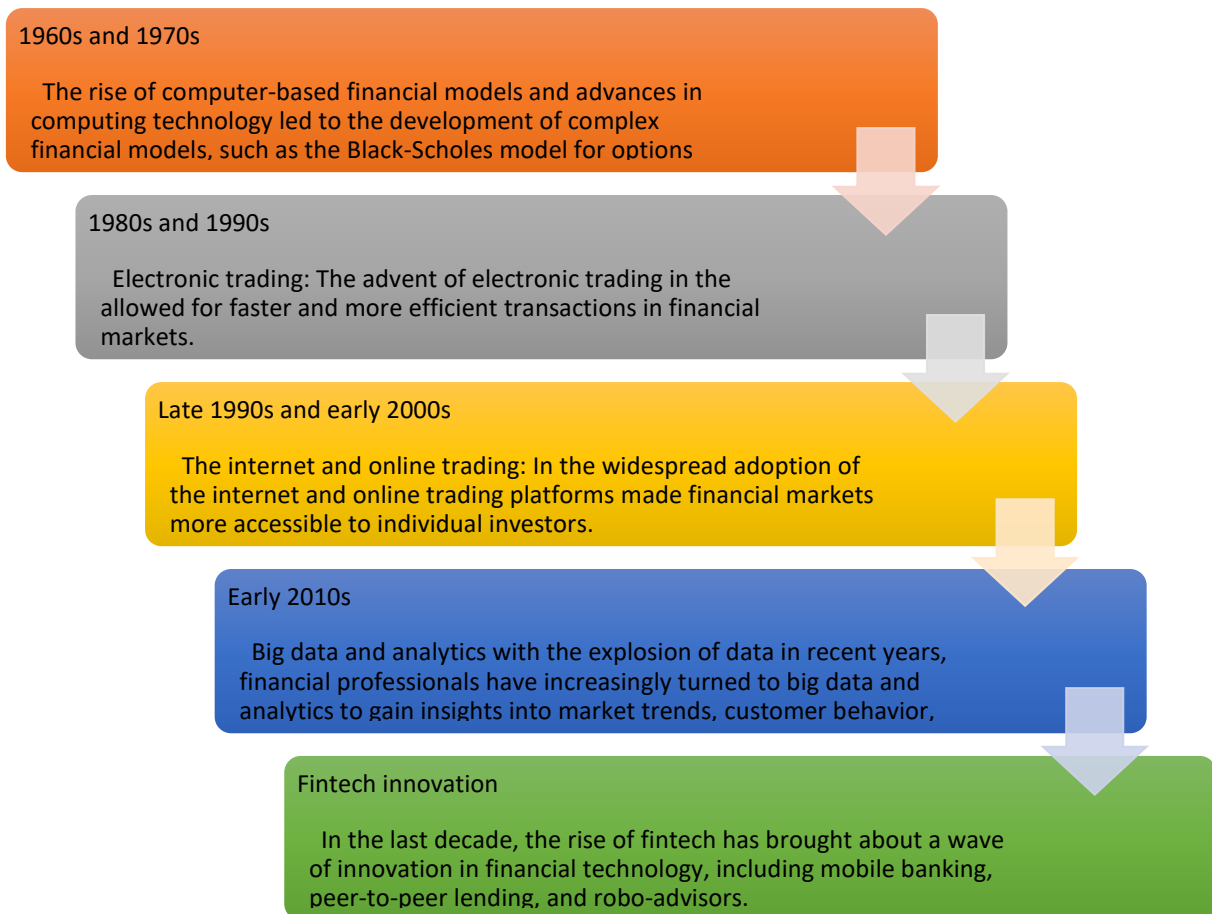 1960s and 1970s
The rise of computer-based financial models and advances in
computing technology led to the development of complex
financial models, such as the Black-Scholes model for options
1980s and 1990s
Electronic trading: The advent of electronic trading in the
allowed for faster and more efficient transactions in financial
markets.
Late 1990s and early 2000s
The internet and online trading: In the widespread adoption of
the internet and online trading platforms made financial markets
more accessible to individual investors.
Early 2010s
Big data and analytics with the explosion of data in recent years,
financial professionals have increasingly turned to big data and
analytics to gain insights into market trends, customer behavior,
Fintech innovation
In the last decade, the rise of fintech has brought about a wave
of innovation in financial technology, including mobile banking,
peer-to-peer lending, and robo-advisors.